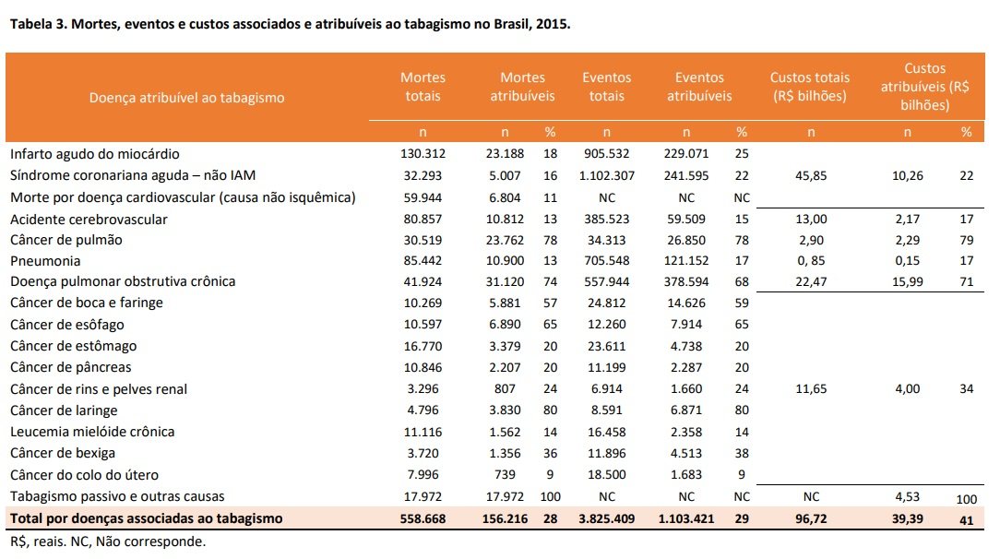 Tabela 3. Mortes, eventos e custos associados e atribuíveis ao tabagismo no Brasil, 2015.
Doença atribuível ao tabagismo Mortes totais Mortes atribuíveis Eventos totais Eventos atribuíveis Custos totais (R$ bilhões) Custos atribuíveis (R$ bilhões)
n n % n n % n n %
Infarto agudo do miocárdio 130.312 23.188 18 905.532 229.071 25
Síndrome coronariana aguda – não IAM 32.293 5.007 16 1.102.307 241.595 22 45,85 10,26 22
Morte por doença cardiovascular (causa não isquêmica) 59.944 6.804 11 NC NC NC
Acidente cerebrovascular 80.857 10.812 13 385.523 59.509 15 13,00 2,17 17
Câncer de pulmão 30.519 23.762 78 34.313 26.850 78 2,90 2,29 79
Pneumonia 85.442 10.900 13 705.548 121.152 17 0, 85 0,15 17
Doença pulmonar obstrutiva crônica 41.924 31.120 74 557.944 378.594 68 22,47 15,99 71
Câncer de boca e faringe 10.269 5.881 57 24.812 14.626 59
Câncer de esôfago 10.597 6.890 65 12.260 7.914 65
Câncer de estômago 16.770 3.379 20 23.611 4.738 20
Câncer de pâncreas 10.846 2.207 20 11.199 2.287 20
Câncer de rins e pelves renal 3.296 807 24 6.914 1.660 24 11,65 4,00 34
Câncer de laringe 4.796 3.830 80 8.591 6.871 80
Leucemia mielóide crônica 11.116 1.562 14 16.458 2.358 14
Câncer de bexiga 3.720 1.356 36 11.896 4.513 38
Câncer do colo do útero 7.996 739 9 18.500 1.683 9
Tabagismo passivo e outras causas 17.972 17.972 100 NC NC NC NC 4,53 100
Total por doenças associadas ao tabagismo 558.668 156.216 28 3.825.409 1.103.421 29 96,72 39,39 41
R$, reais. NC, Não corresponde.